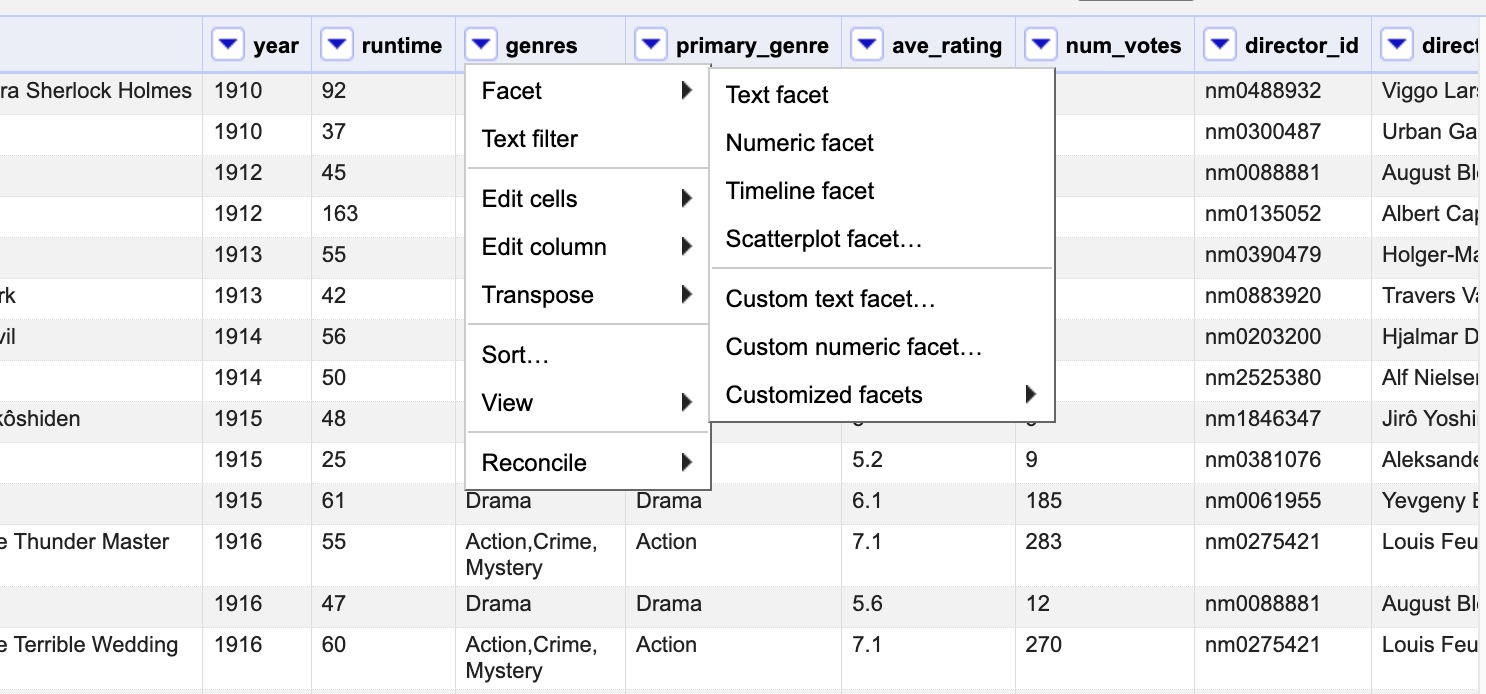 year runtime genres primary_genre ave_rating num_votes director_id direct
ra Sherlock Holmes 1910 92 nm0488932 Viggo Lar
1910 37 nm0300487 Urban Ga
1912 45 nm0088881 August Bl
1912 163 nm0135052 Albert Cap
1913 55 nm0390479 Holger-Ma
rk 1913 42 nm0883920 Travers Va
vil 1914 56 nm0203200 Hjalmar D
1914 50 nm2525380 Alf Nielse
kôshiden 1915 48 nm1846347 Jirô Yoshi
1915 25 5.2 9 nm0381076 Aleksande
1915 61 Drama Drama 6.1 185 nm0061955 Yevgeny
e Thunder Master 1916 55 Action,Crime, Action 7.1 283 nm0275421 Louis Feu
Mystery
1916 47 Drama Drama 5.6 12 nm0088881 August Bl
e Terrible Wedding 1916 60 Action,Crime, Action 7.1 270 nm0275421 Louis Feu
Mystery
Facet
Text filter
Edit cells
Edit column
Transpose
Sort…
View
Reconcile
Text facet
Numeric facet
Timeline facet
Scatterplot facet…
Custom text facet…
Custom numeric facet…
Customized facets